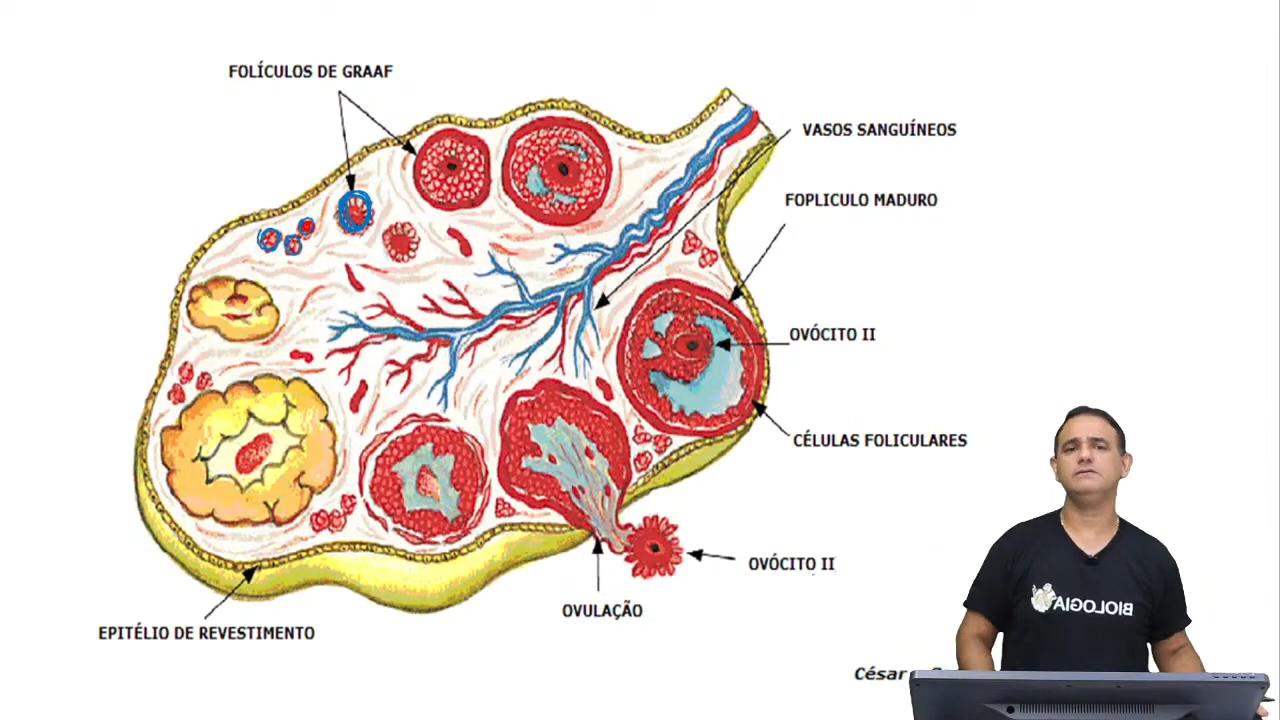 FOLÍCULOS DE GRAAF
VASOS SANGUÍNEOS
FOPLICULO MADURO
OVÓCITO II
CÉLULAS FOLICULARES
OVÓCITO II
OVULAÇÃO
EPITÉLIO DE REVESTIMENTO
BIOLOGIA
César